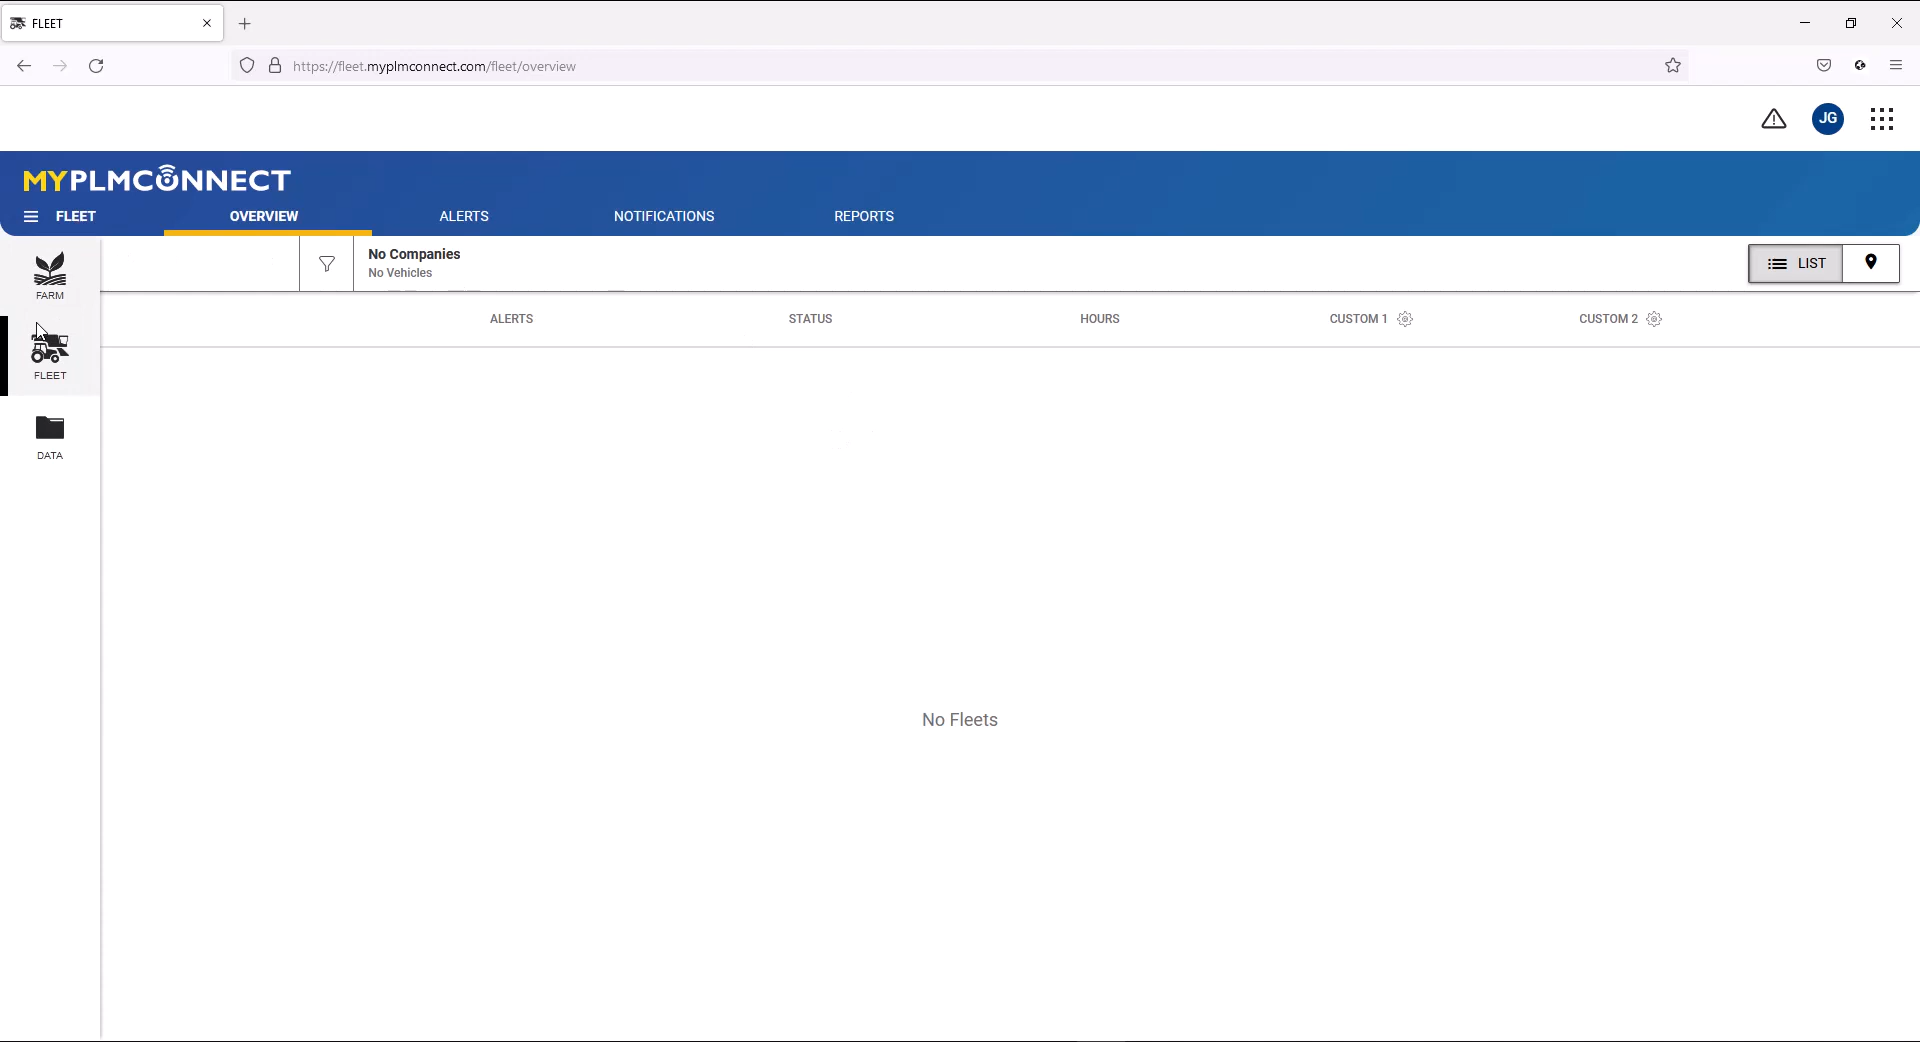 FLEET
https://fleet.myplmconnect.com/fleet/overview
JG
MYPLMCONNECT
FLEET OVERVIEW ALERTS NOTIFICATIONS REPORTS
FARM
No Companies
No Vehicles
LIST
ALERTS STATUS HOURS CUSTOM 1 CUSTOM 2
FLEET
DATA
No Fleets